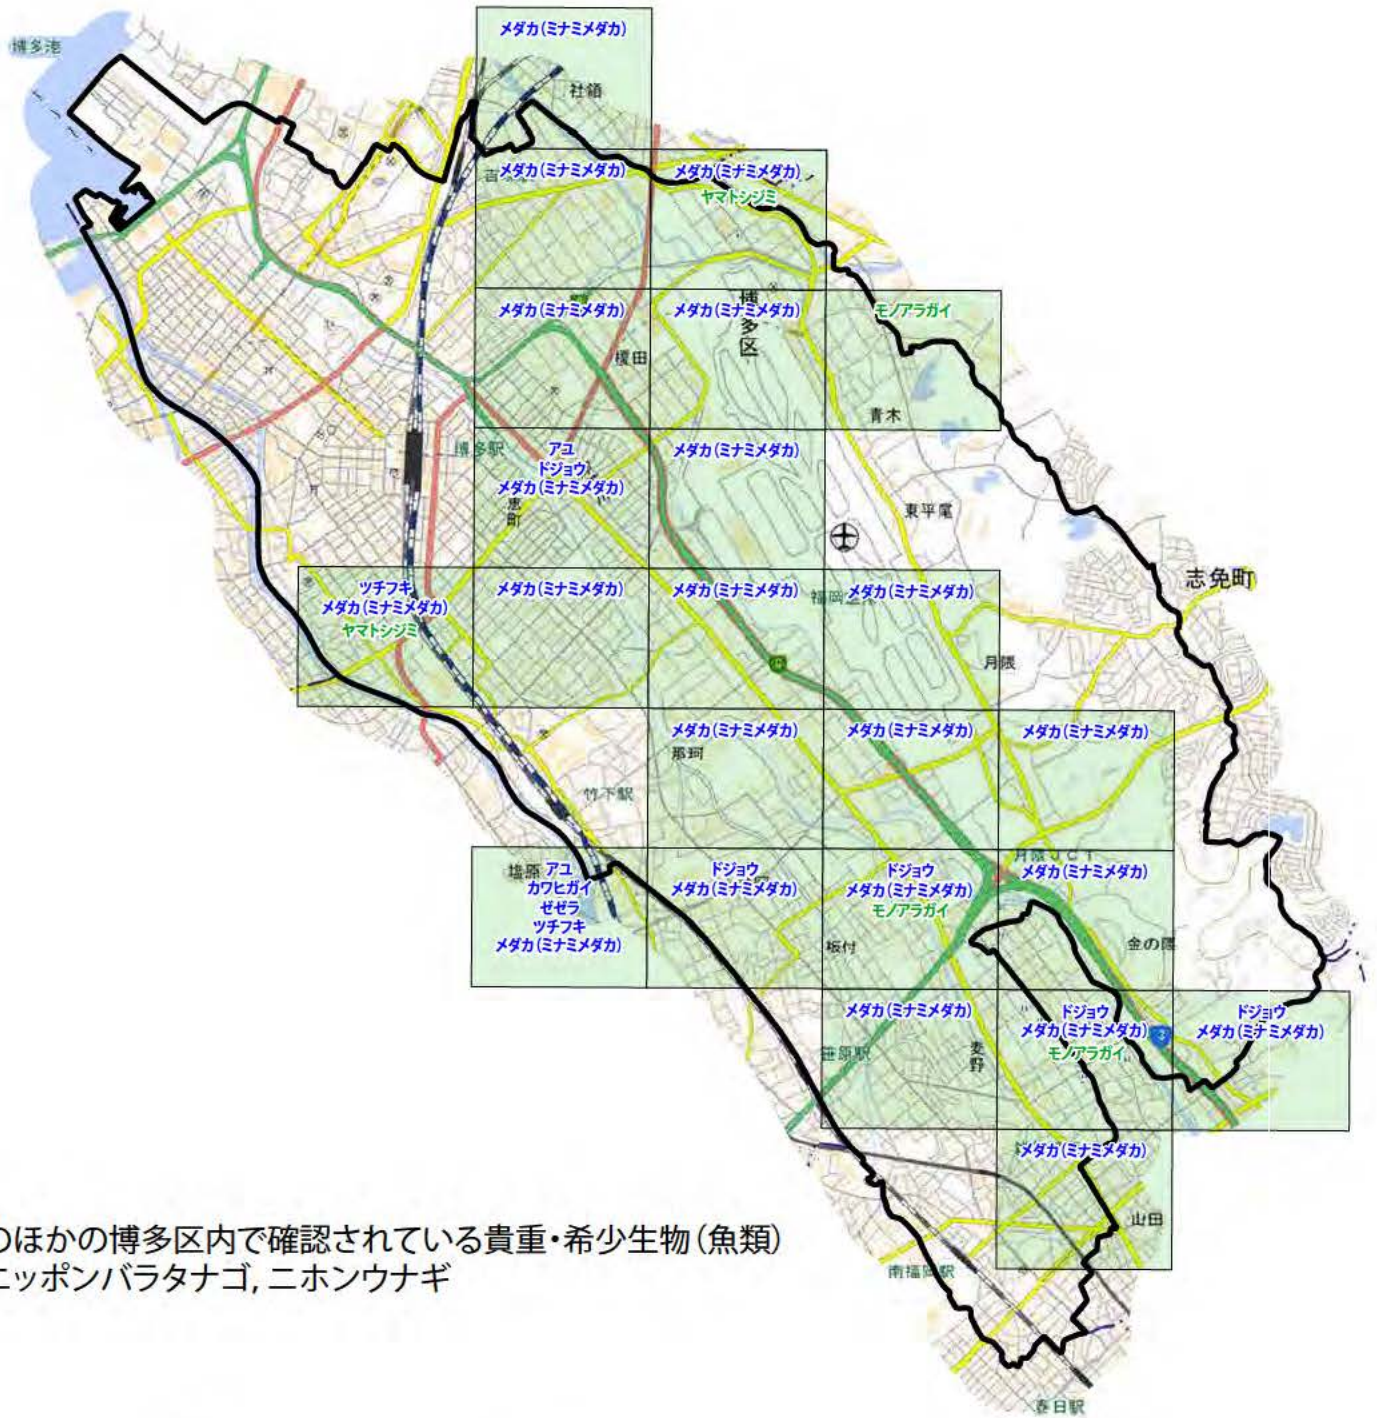 メダカ(ミナミメダカ)
博多港
社領
メダカ(ミナミメダカ)
メダカ(ミナミメダカ)
ヤマトシジミ
メダカ(ミナミメダカ)
メダカ(ミナミメダカ)
モノアラガイ
博多区
榎田
青木
博多駅
アユ
ドジョウ
メダカ(ミナミメダカ)
メダカ(ミナミメダカ)
東平尾
志免町
ツチフキ
メダカ(ミナミメダカ)
ヤマトシジミ
メダカ(ミナミメダカ)
メダカ(ミナミメダカ)
メダカ(ミナミメダカ)
月隈
メダカ(ミナミメダカ)
メダカ(ミナミメダカ)
メダカ(ミナミメダカ)
那珂
竹下駅
塩原
アユ
カワヒガイ
ゼゼラ
ツチフキ
メダカ(ミナミメダカ)
ドジョウ
メダカ(ミナミメダカ)
ドジョウ
メダカ(ミナミメダカ)
モノアラガイ
月隈JCT
メダカ(ミナミメダカ)
板付
金の隈
メダカ(ミナミメダカ)
ドジョウ
メダカ(ミナミメダカ)
モノアラガイ
ドジョウ
メダカ(ミナミメダカ)
笹原駅
麦野
メダカ(ミナミメダカ)
山田
のほかの博多区内で確認されている貴重・希少生物(魚類)
ニッポンバラタナゴ, ニホンウナギ
南福岡駅
春日駅